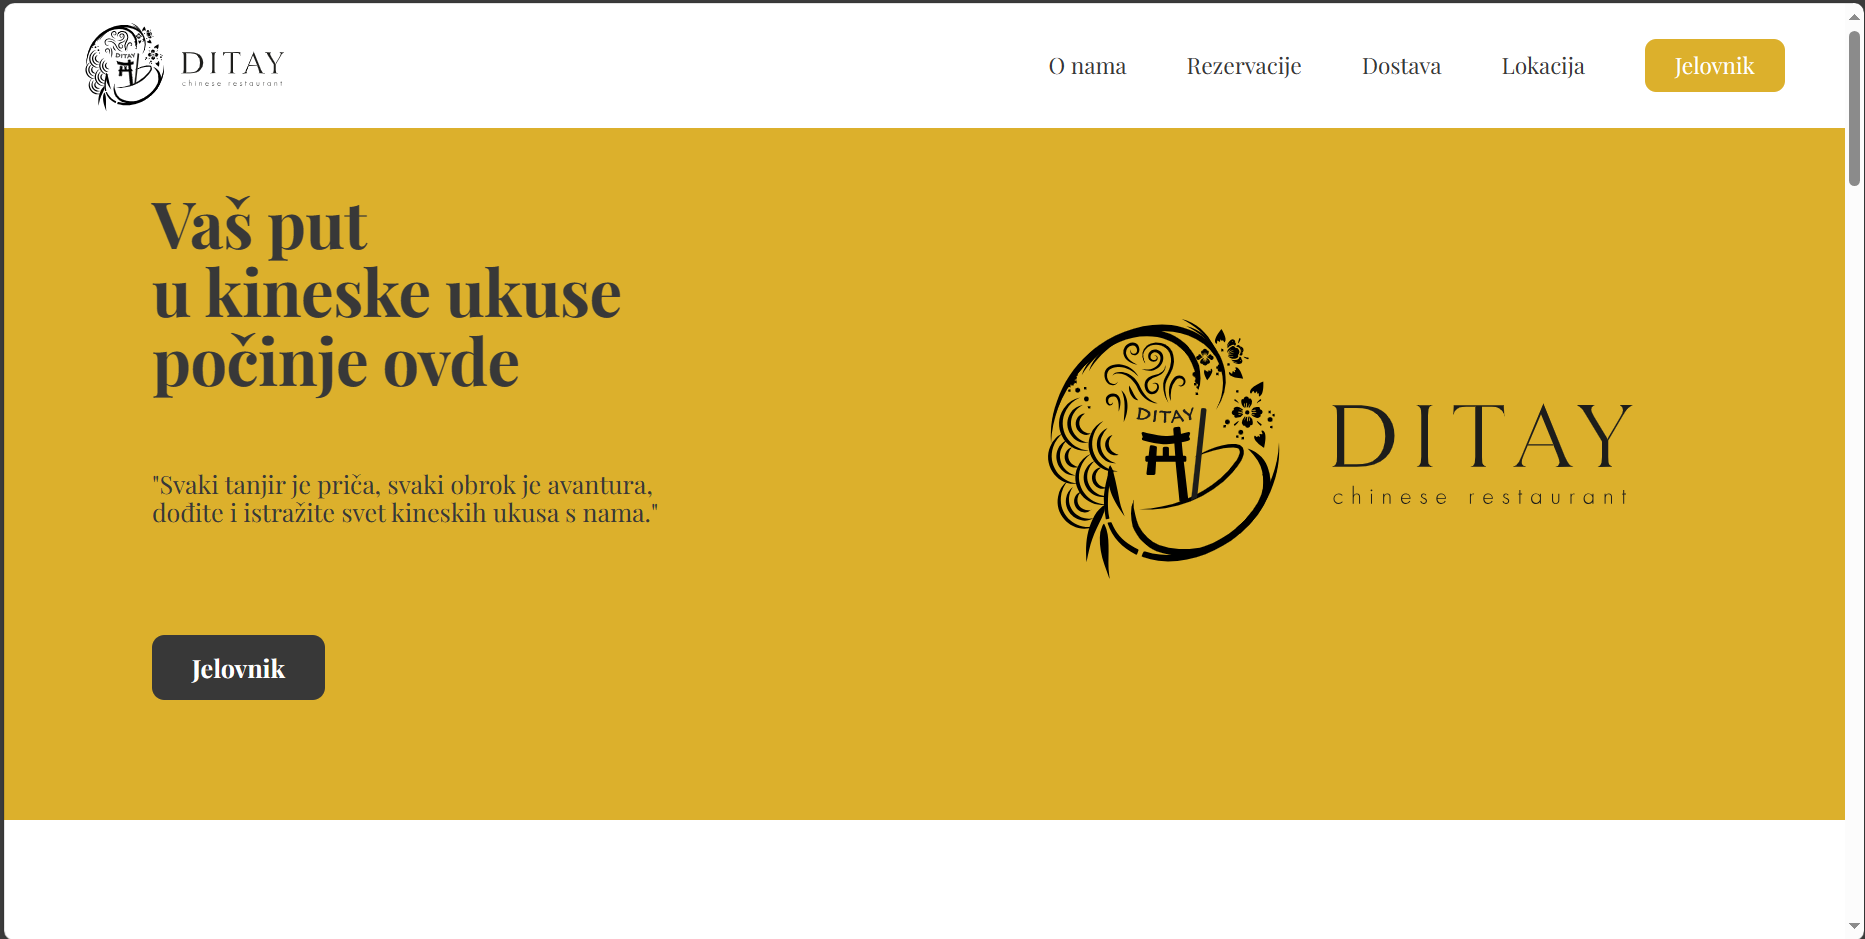 DITAY
DITAY
chinese restaurant
O nama
Rezervacije
Dostava
Lokacija
Jelovnik
Vaš put
u kineske ukuse
počinje ovde
"Svaki tanjir je priča, svaki obrok je avantura,
dođite i istražite svet kineskih ukusa s nama."
Jelovnik
DITAY
DITAY
chinese restaurant